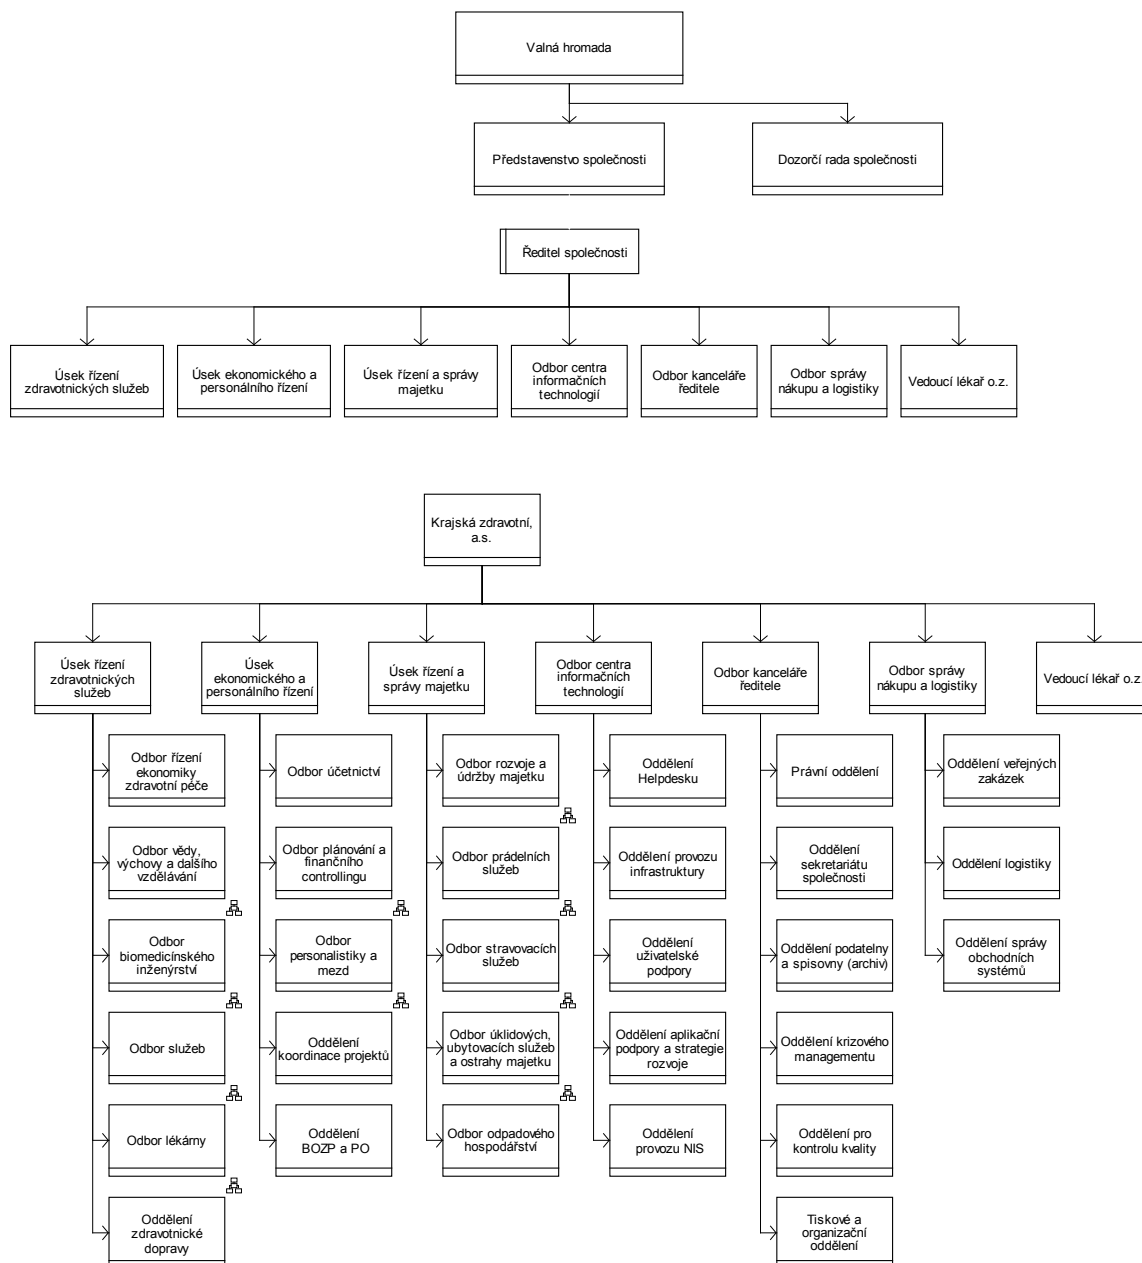 Valná hromada
Představenstvo společnosti
Dozorčí rada společnosti
Ředitel společnosti
Úsek řízení
zdravotnických služeb
Úsek ekonomického a
personálního řízení
Úsek řízení a správy
majetku
Odbor centra
informačních
technologií
Odbor kanceláře
ředitele
Odbor správy
nákupu a logistiky
Vedoucí lékař o.z.
Krajská zdravotní,
a.s.
Úsek řízení
zdravotnických
služeb
Úsek
ekonomického a
personálního řízení
Úsek řízení a
správy majetku
Odbor centra
informačních
technologií
Odbor kanceláře
ředitele
Odbor správy
nákupu a logistiky
Vedoucí lékař o.z.
Odbor řízení
ekonomiky
zdravotní péče
Odbor vědy,
výchovy a dalšího
vzdělávání
Odbor
biomedicínského
inženýrství
Odbor služeb
Odbor lékárny
Oddělení
zdravotnické
dopravy
Odbor účetnictví
Odbor plánování a
finančního
controllingu
Odbor
personalistiky a
mezd
Oddělení
koordinace projektů
Oddělení
BOZP a PO
Odbor rozvoje a
údržby majetku
Odbor prádelních
služeb
Odbor stravovacích
služeb
Odbor úklidových,
ubytovacích služeb
a ostrahy majetku
Odbor odpadového
hospodářství
Oddělení
Helpdesku
Oddělení provozu
infrastruktury
Oddělení
uživatelské
podpory
Oddělení aplikační
podpory a strategie
rozvoje
Oddělení
provozu NIS
Právní oddělení
Oddělení
sekretariátu
společnosti
Oddělení podatelny
a spisovny (archiv)
Oddělení krizového
managementu
Oddělení pro
kontrolu kvality
Tiskové a
organizační
oddělení
Oddělení veřejných
zakázek
Oddělení logistiky
Oddělení správy
obchodních
systémů